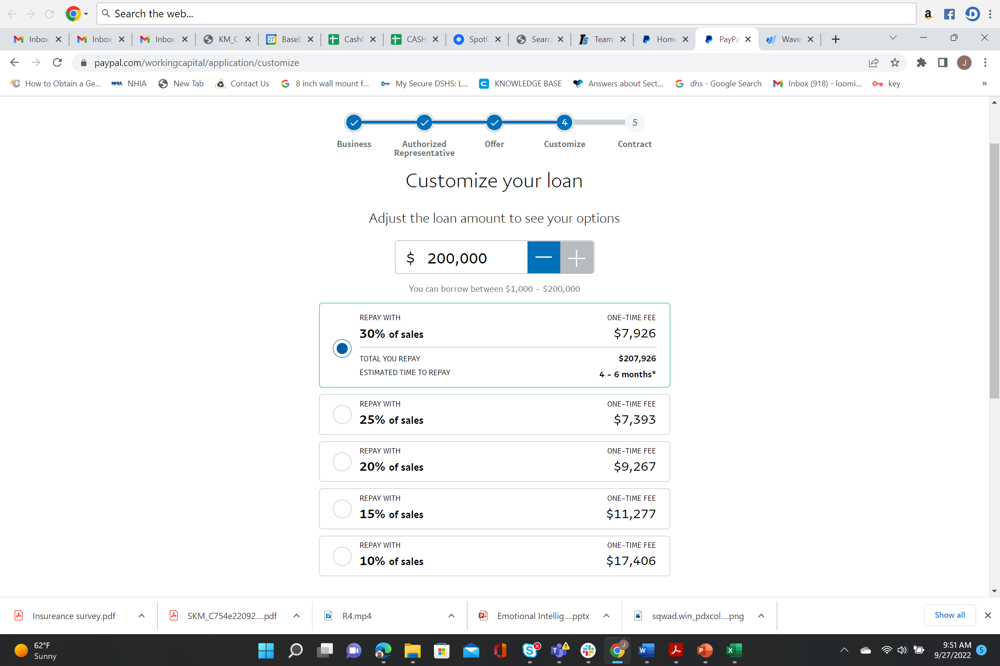 Search the web...
Inbox
Inbox
Inbox
KM_C
27
Baseb
Cashf
CASH
SpotC
Searc
TeamS
Home
PayPa
Wave
paypal.com/workingcapital/application/customize
J
How to Obtain a Ge...
NHIA
NHIA
New Tab
Contact Us
8 inch wall mount f...
My Secure DSHS: L...
KNOWLEDGE BASE
Answers about Sect...
dhs - Google Search
Inbox (918) - loomi...
key
»
4
5
Business
Authorized
Representative
Offer
Customize
Contract
Customize your loan
Adjust the loan amount to see your options
$ 200,000
You can borrow between $1,000 - $200,000
REPAY WITH ONE-TIME FEE
30% of sales $7,926
TOTAL YOU REPAY $207,926
ESTIMATED TIME TO REPAY 4 - 6 months*
REPAY WITH ONE-TIME FEE
25% of sales $7,393
REPAY WITH ONE-TIME FEE
20% of sales $9,267
REPAY WITH ONE-TIME FEE
15% of sales $11,277
REPAY WITH ONE-TIME FEE
10% of sales $17,406
Insureance survey.pdf
SKM_C754e22092....pdf
R4.mp4
Emotional Intellig....pptx
sqwad.win_pdxcol....png
Show all
62°F
Sunny
9:51 AM
9/27/2022
5